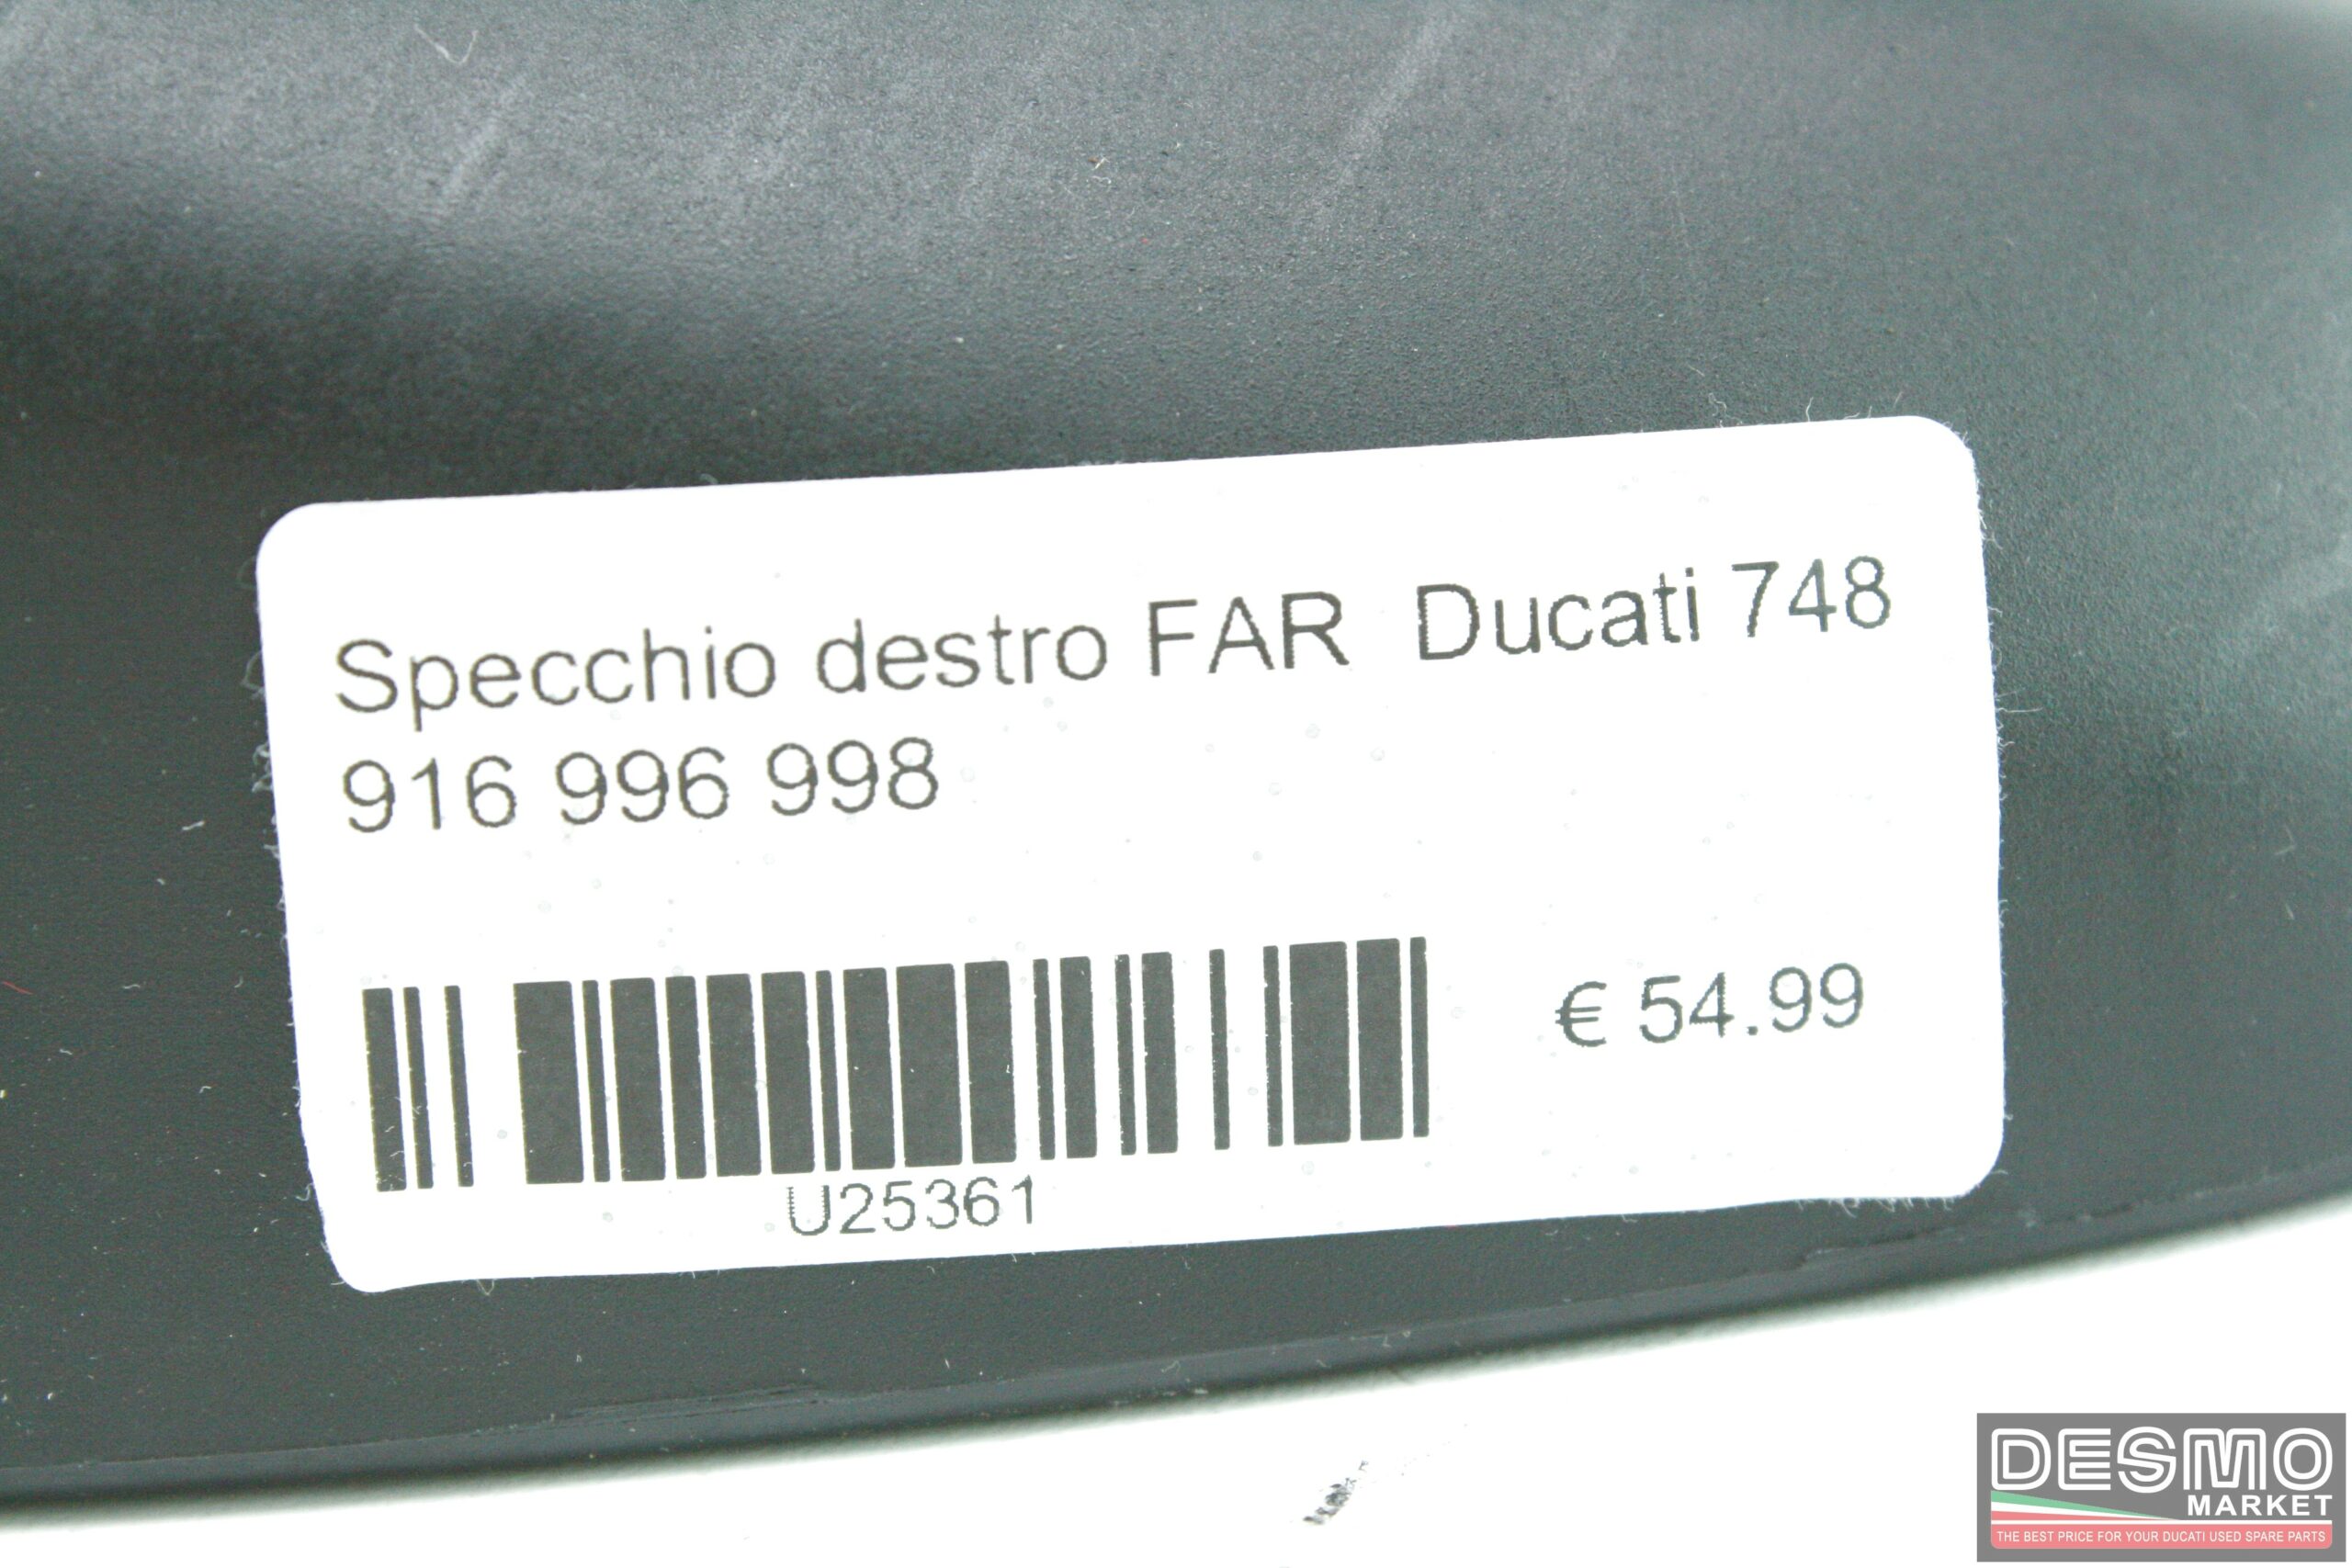 Specchio destro FAR  Ducati 748
916 996 998
€ 54.99
U25361
DESMO
MARKET
THE BEST PRICE FOR YOUR DUCATI USED SPARE PARTS